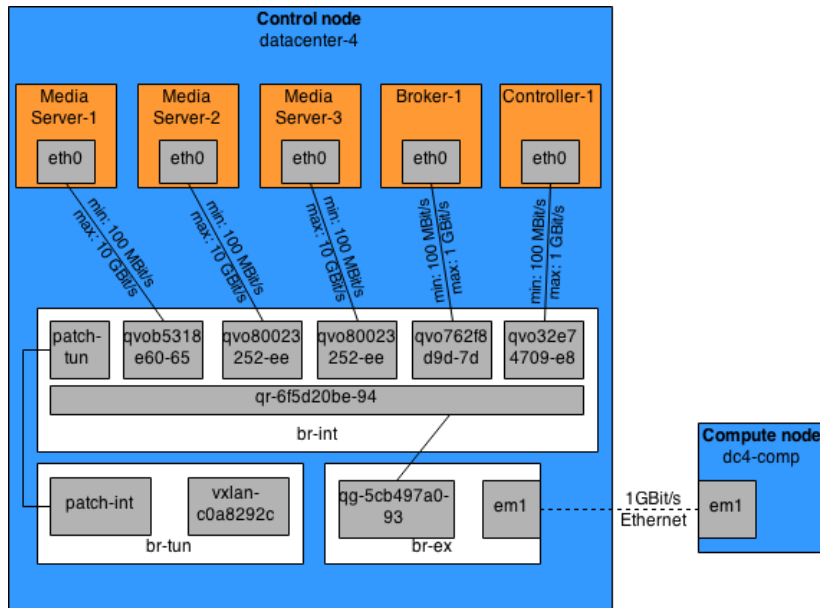 Control node
datacenter-4
Media
Server-1
eth0
Media
Server-2
eth0
Media
Server-3
eth0
Broker-1
eth0
Controller-1
eth0
min: 100 MBit/s
max: 10 GBit/s
min: 100 MBit/s
max: 10 GBit/s
min: 100 MBit/s
max: 10 GBit/s
min: 100 MBit/s
max: 1 GBit/s
min: 100 MBit/s
max: 1 GBit/s
patch-
tun
qvob5318
e60-65
qvo80023
252-ee
qvo80023
252-ee
qvo762f8
d9d-7d
qvo32e7
4709-e8
qr-6f5d20be-94
br-int
patch-int
vxlan-
c0a8292c
br-tun
qg-5cb497a0-
93
em1
br-ex
1GBit/s
Ethernet
Compute node
dc4-comp
em1